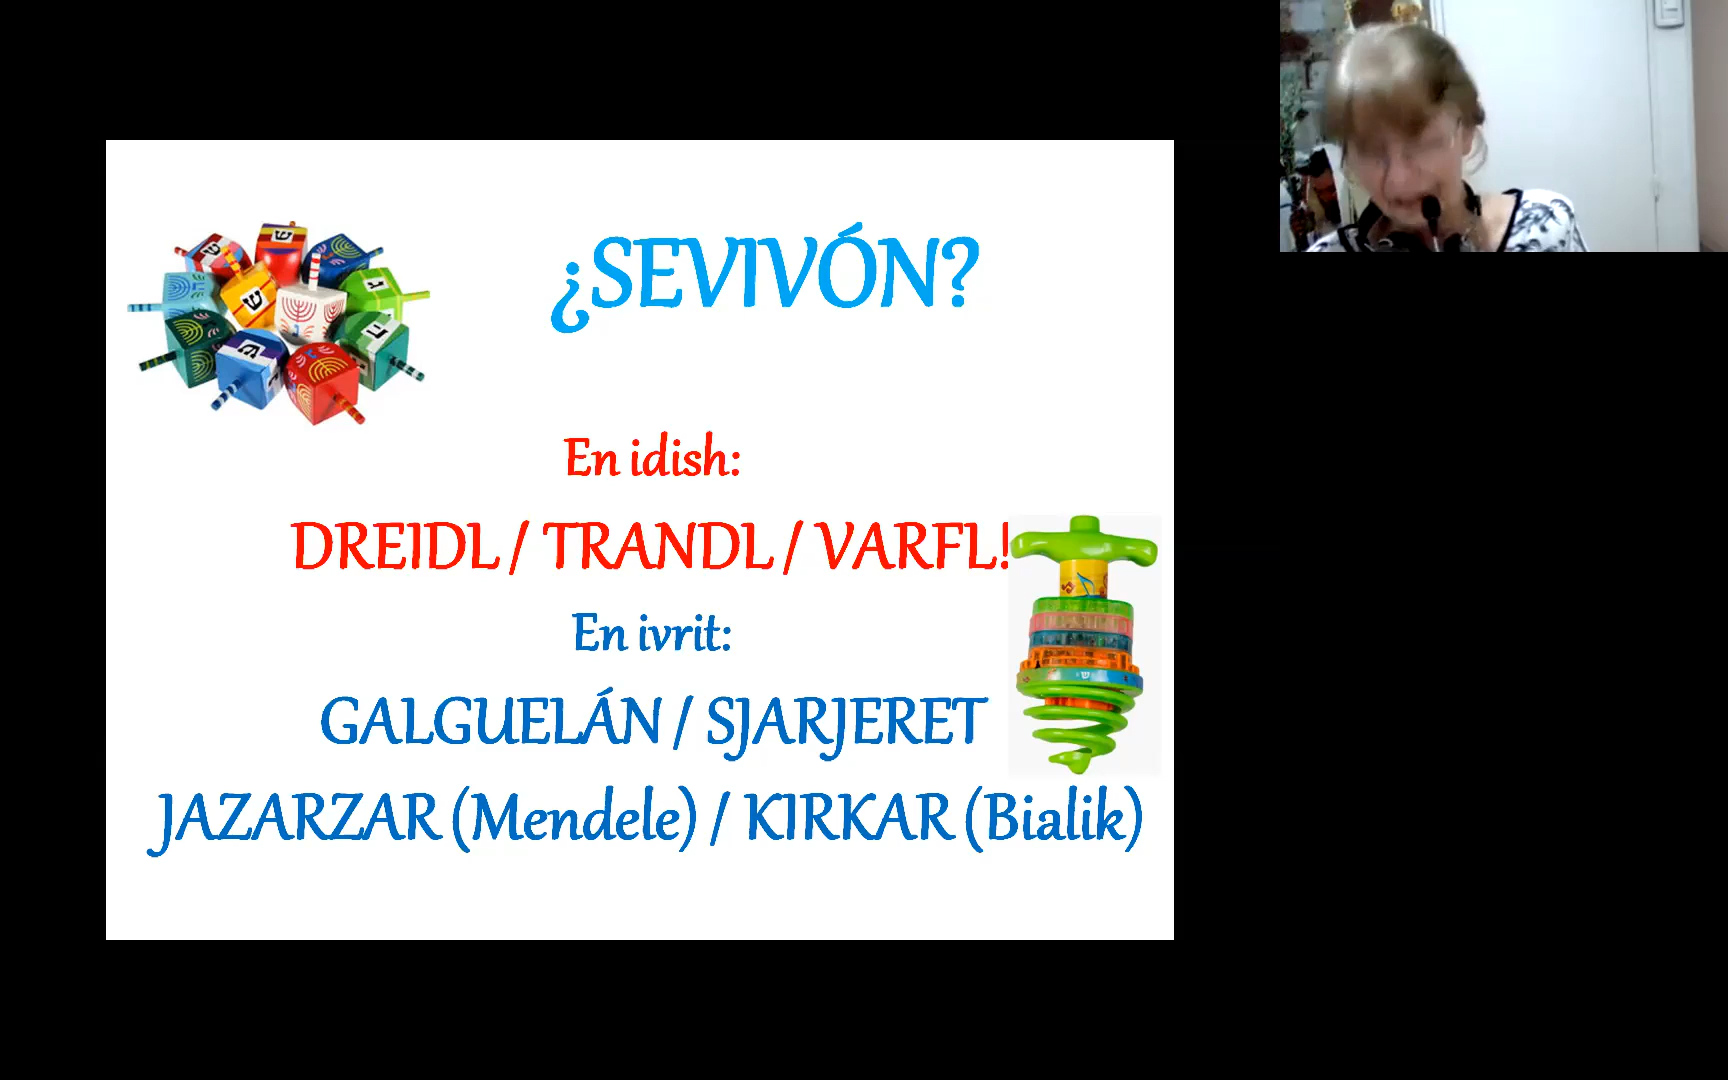 ¿SEVIVÓN?
En idish:
DREIDL / TRANDL / VARFL!
En ivrit:
GALGUELÁN / SJARJERET
JAZARZAR (Mendele) / KIRKAR (Bialik)
ש
ש
ש
ש
ג
ה